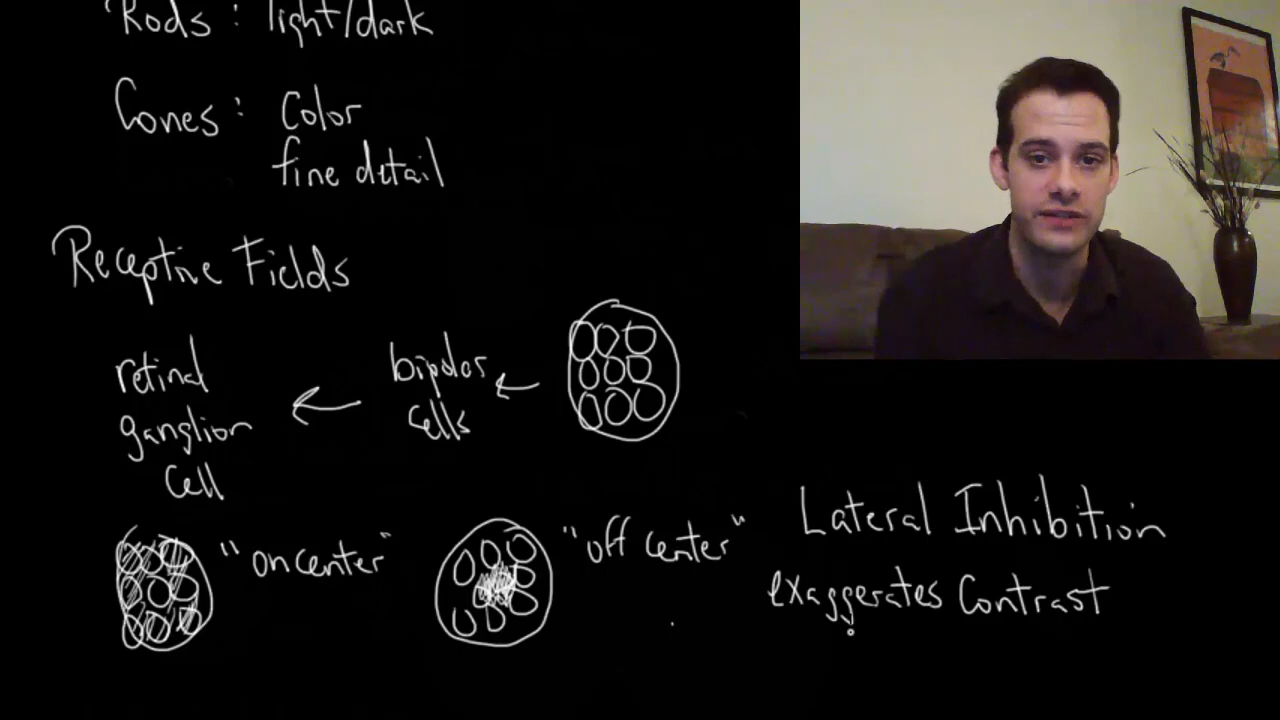 Rods: light/dark
Cones: Color
fine detail
Receptive Fields
retinal
ganglion
Cell
bipolar
cells
"on center"
"off center"
Lateral Inhibition
exaggerates Contrast